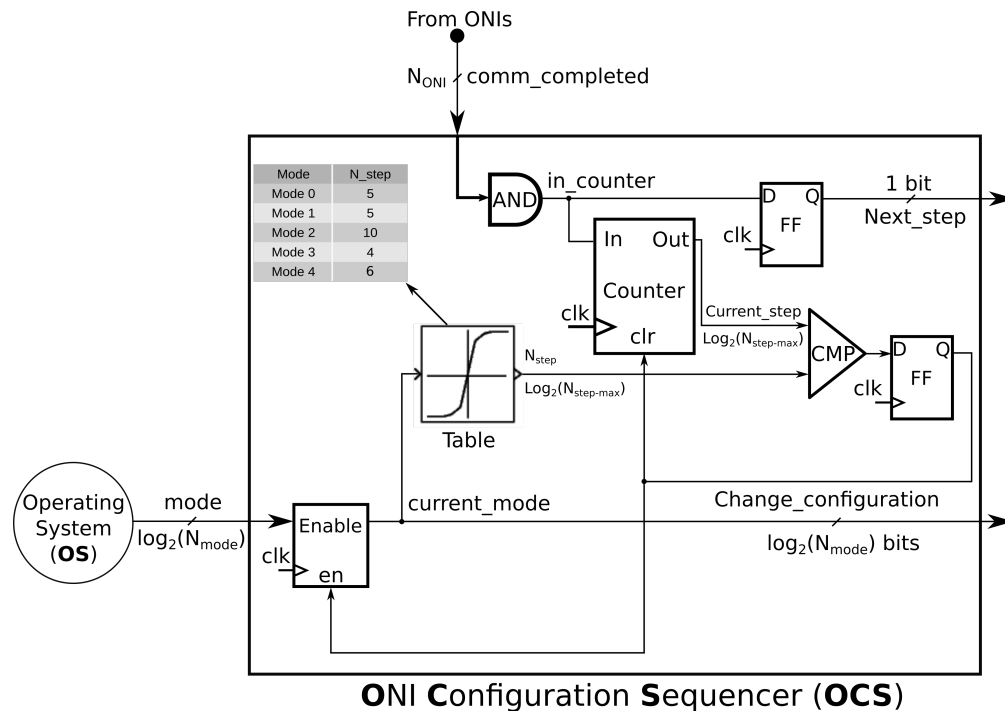 From ONIs
N_ONI comm_completed
Mode N_step
Mode 0 5
Mode 1 5
Mode 2 10
Mode 3 4
Mode 4 6
AND
in_counter
D Q
FF
clk
1 bit
Next_step
In Out
Counter
clk
clr
Current_step
Log2(Nstep-max)
CMP
D Q
FF
clk
Nstep
Log2(Nstep-max)
Table
Operating
System
(OS)
mode
log2(Nmode)
Enable
clk
en
current_mode
Change_configuration
log2(Nmode) bits
ONI Configuration Sequencer (OCS)